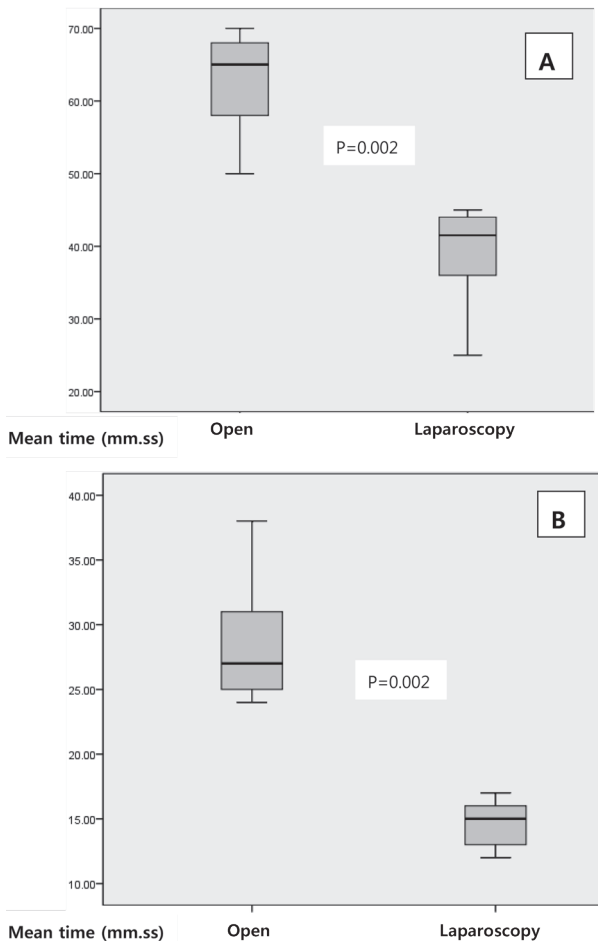 70.00
A
60.00
P=0.002
50.00
40.00
30.00
20.00
Open Laparoscopy
Mean time (mm.ss)
40.00
B
35.00
30.00
P=0.002
25.00
20.00
15.00
10.00
Mean time (mm.ss) Open Laparoscopy